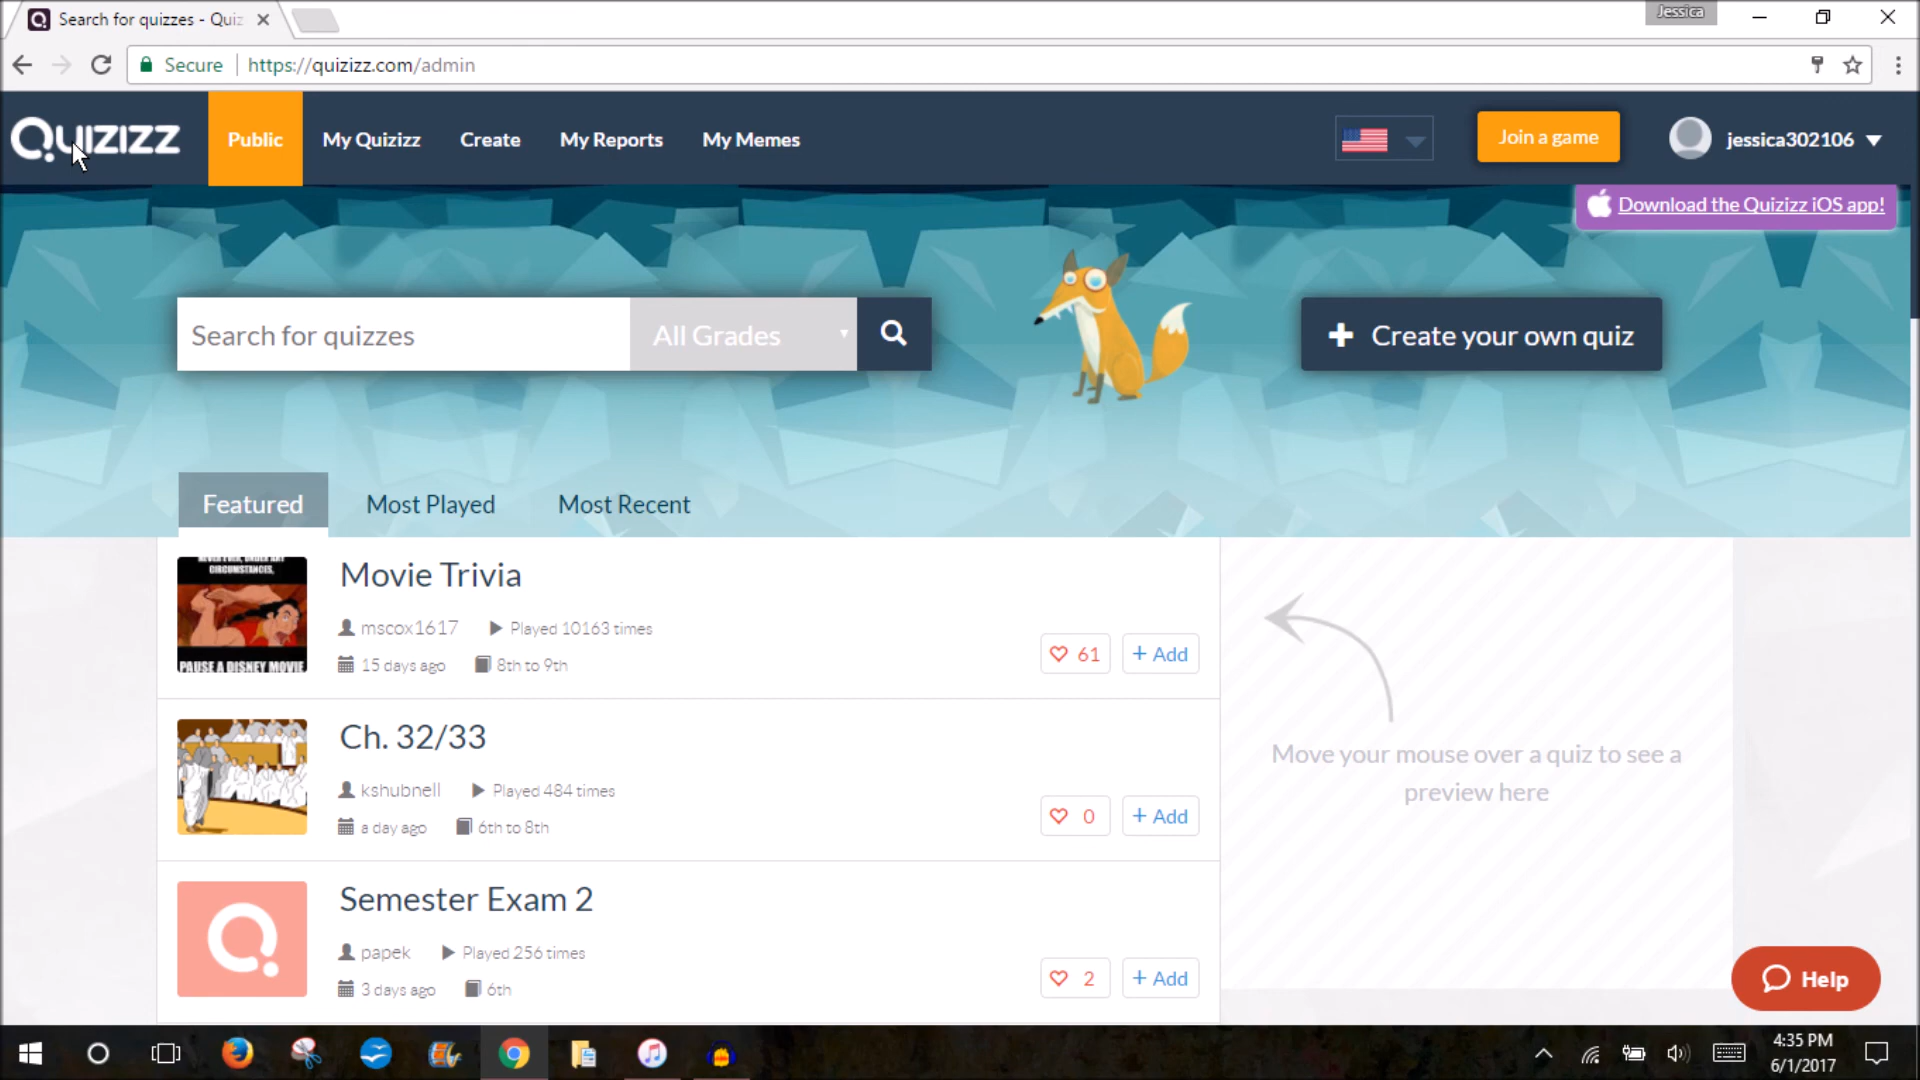 Search for quizzes - Quiz
Jessica
Secure
https://quizizz.com/admin
QUIZIZZ
Public
My Quizizz
Create
My Reports
My Memes
Join a game
jessica302106
Download the Quizizz iOS app!
Search for quizzes
All Grades
Create your own quiz
Featured
Most Played
Most Recent
CIRCUMSTANCES,
PAUSE A DISNEY MOVIE
Movie Trivia
mscox1617
Played 10163 times
15 days ago
8th to 9th
61
+ Add
Ch. 32/33
kshubnell
Played 484 times
a day ago
6th to 8th
0
+ Add
Semester Exam 2
papek
Played 256 times
3 days ago
6th
2
+ Add
Move your mouse over a quiz to see a
preview here
Help
4:35 PM
6/1/2017